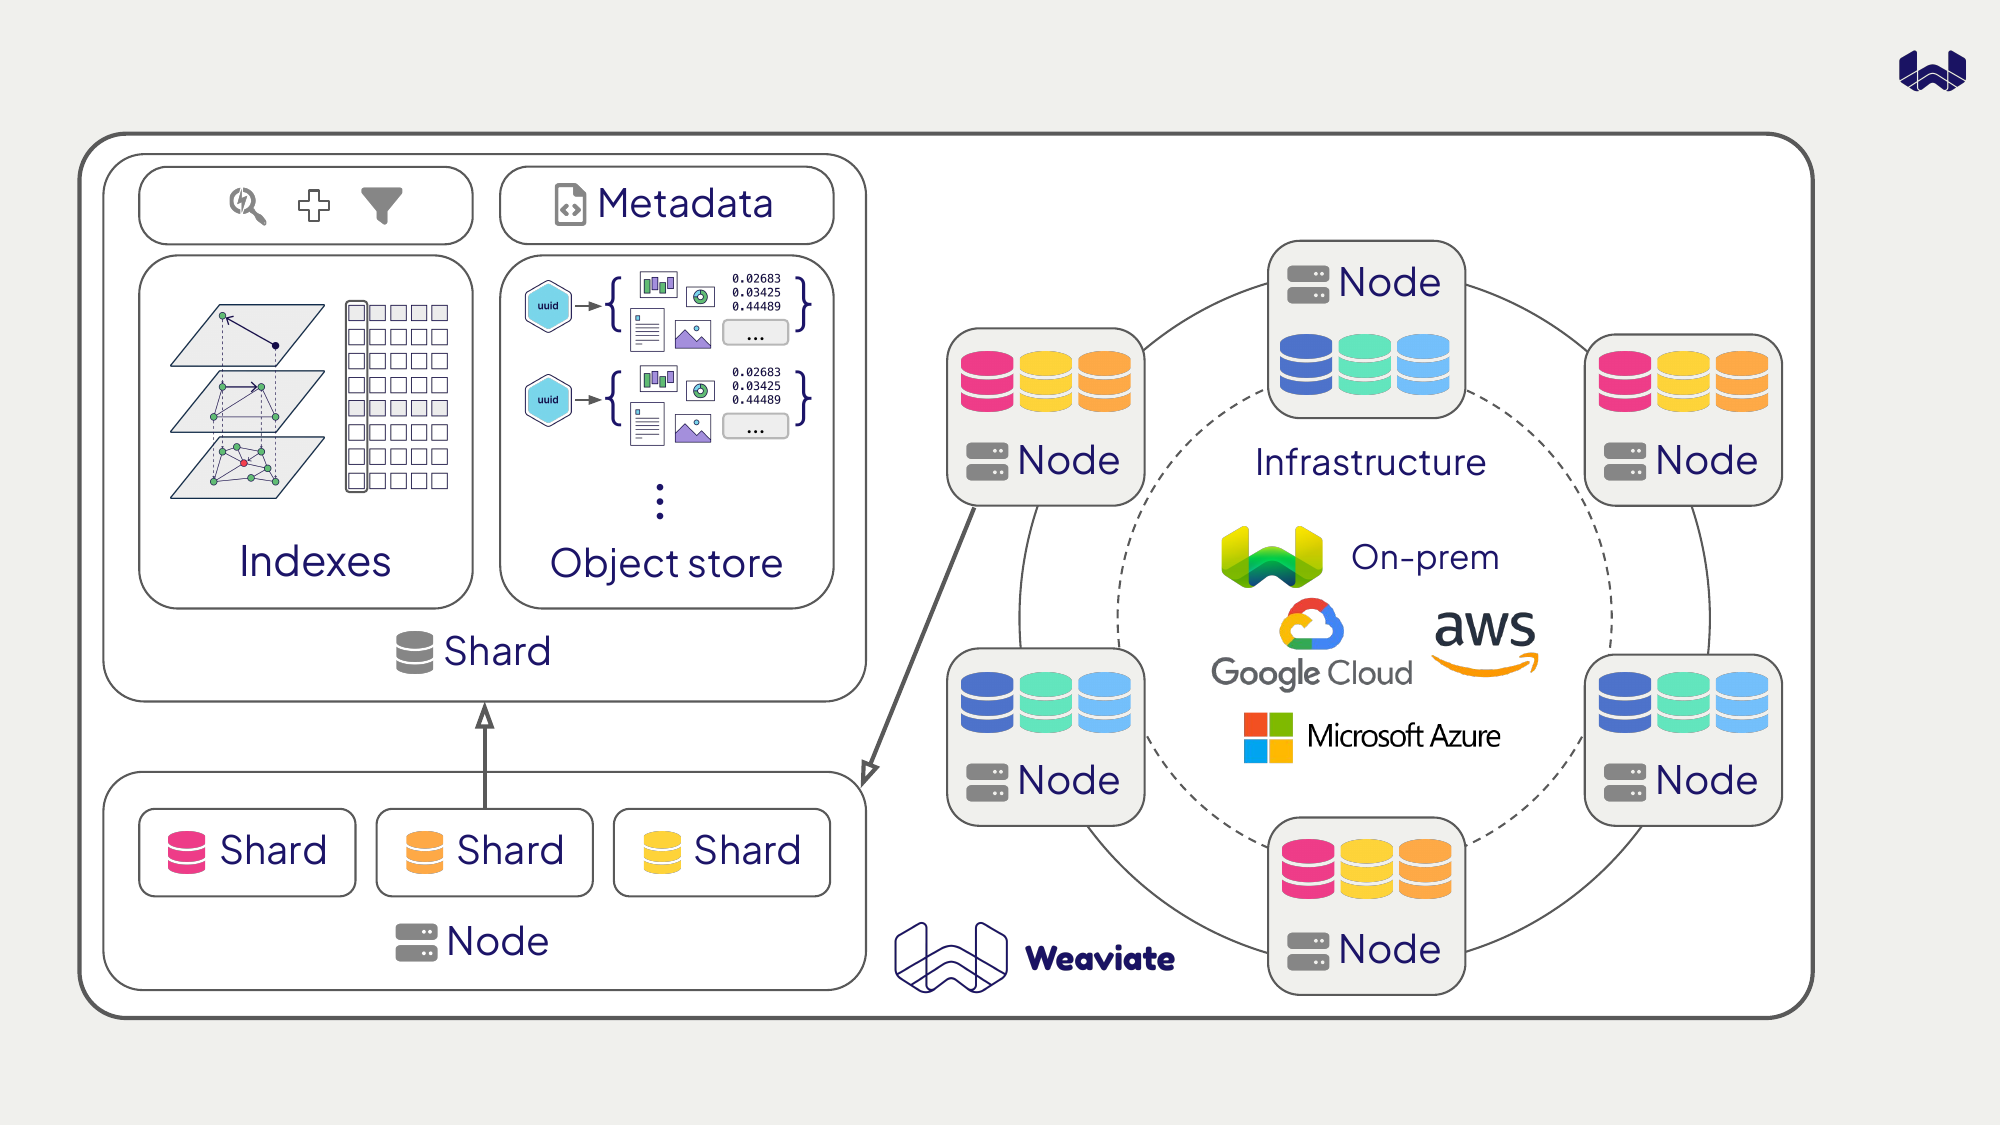 Metadata
uuid
0.02683
0.03425
0.44489
...
uuid
0.02683
0.03425
0.44489
...
Indexes
Object store
Shard
Shard
Shard
Shard
Node
Node
Node
Node
Node
Node
Node
Infrastructure
On-prem
Google Cloud
aws
Microsoft Azure
Weaviate